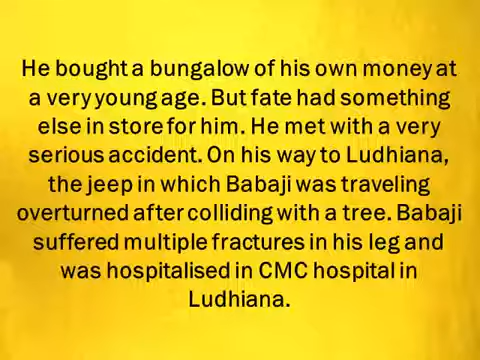 He bought a bungalow of his own money at
a very young age. But fate had something
else in store for him. He met with a very
serious accident. On his way to Ludhiana,
the jeep in which Babaji was traveling
overturned after colliding with a tree. Babaji
suffered multiple fractures in his leg and
was hospitalised in CMC hospital in
Ludhiana.